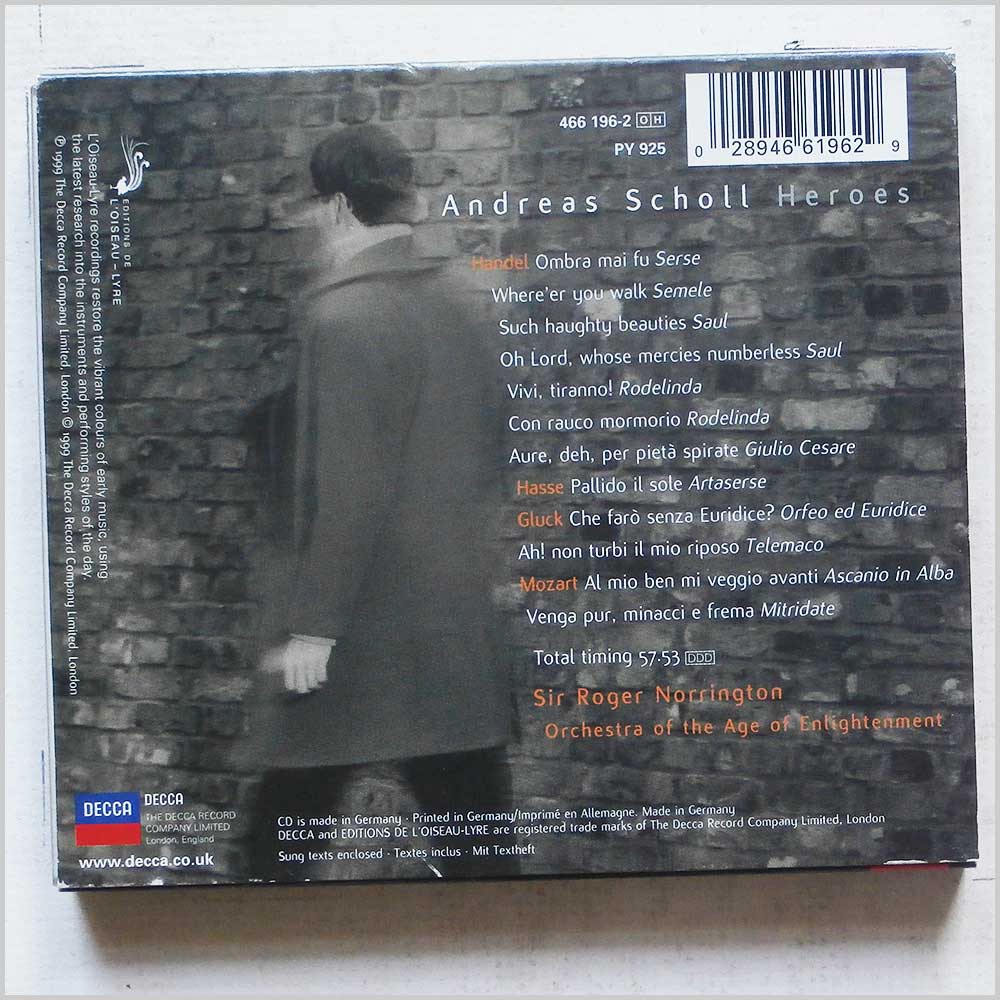 466 196-2 OH
PY 925
0 28946 61962 9
Andreas Scholl Heroes
Handel Ombra mai fu Serse
Where'er you walk Semele
Such haughty beauties Saul
Oh Lord, whose mercies numberless Saul
Vivi, tiranno! Rodelinda
Con rauco mormorio Rodelinda
Aure, deh, per pietà spirate Giulio Cesare
Hasse Pallido il sole Artaserse
Gluck Che farò senza Euridice? Orfeo ed Euridice
Ah! non turbi il mio riposo Telemaco
Mozart Al mio ben mi veggio avanti Ascanio in Alba
Venga pur, minacci e frema Mitridate
Total timing 57.53 DDD
Sir Roger Norrington
Orchestra of the Age of Enlightenment
EDITIONS DE
L'OISEAU-LYRE
L'Oiseau-Lyre recordings restore the vibrant colours of early music, using
the latest research into the instruments and performing styles of the day.
℗ 1999 The Decca Record Company Limited, London © 1999 The Decca Record Company Limited, London
DECCA
DECCA
THE DECCA RECORD
COMPANY LIMITED
London, England
www.decca.co.uk
CD is made in Germany · Printed in Germany/Imprimé en Allemagne. Made in Germany
DECCA and EDITIONS DE L'OISEAU-LYRE are registered trade marks of The Decca Record Company Limited, London
Sung texts enclosed · Textes inclus · Mit Textheft